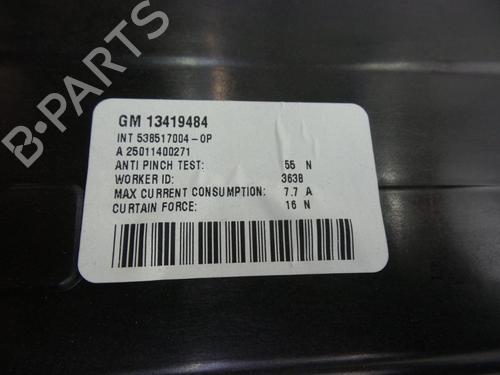 B-PARTS
GM 13419484
INT 538517004-0P
A 25011400271
ANTI PINCH TEST: 55 N
WORKER ID: 3638
MAX CURRENT CONSUMPTION: 7.7 A
CURTAIN FORCE: 16 N